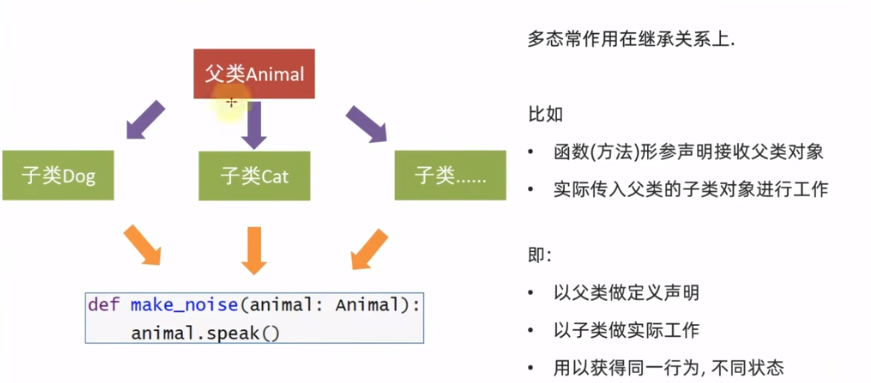 父类Animal
子类Dog
子类Cat
子类......
def make_noise(animal: Animal):
animal.speak()
多态常作用在继承关系上.
比如
• 函数(方法)形参声明接收父类对象
• 实际传入父类的子类对象进行工作
即:
• 以父类做定义声明
• 以子类做实际工作
• 用以获得同一行为, 不同状态